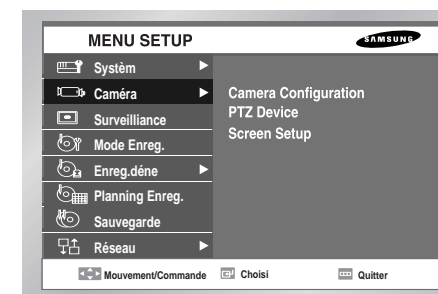 MENU SETUP
SAMSUNG
Systèm
Caméra
Surveilliance
Mode Enreg.
Enreg.déne
Planning Enreg.
Sauvegarde
Réseau
Camera Configuration
PTZ Device
Screen Setup
Mouvement/Commande
Choisi
Quitter